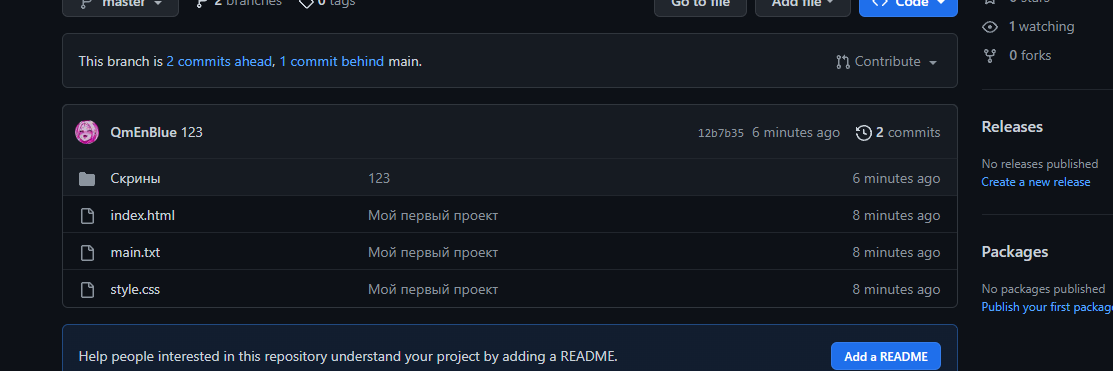 master
2 branches
0 tags
Go to file
Add file
Code
0 stars
1 watching
0 forks
This branch is 2 commits ahead, 1 commit behind main.
Contribute
QmEnBlue 123
12b7b35 6 minutes ago
2 commits
Скрины 123 6 minutes ago
index.html Мой первый проект 8 minutes ago
main.txt Мой первый проект 8 minutes ago
style.css Мой первый проект 8 minutes ago
Help people interested in this repository understand your project by adding a README.
Add a README
Releases
No releases published
Create a new release
Packages
No packages published
Publish your first package